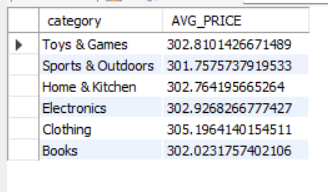 category AVG_PRICE
Toys & Games 302.8101426671489
Sports & Outdoors 301.7575737919533
Home & Kitchen 302.764195665264
Electronics 302.9268266777427
Clothing 305.1964140154511
Books 302.0231757402106